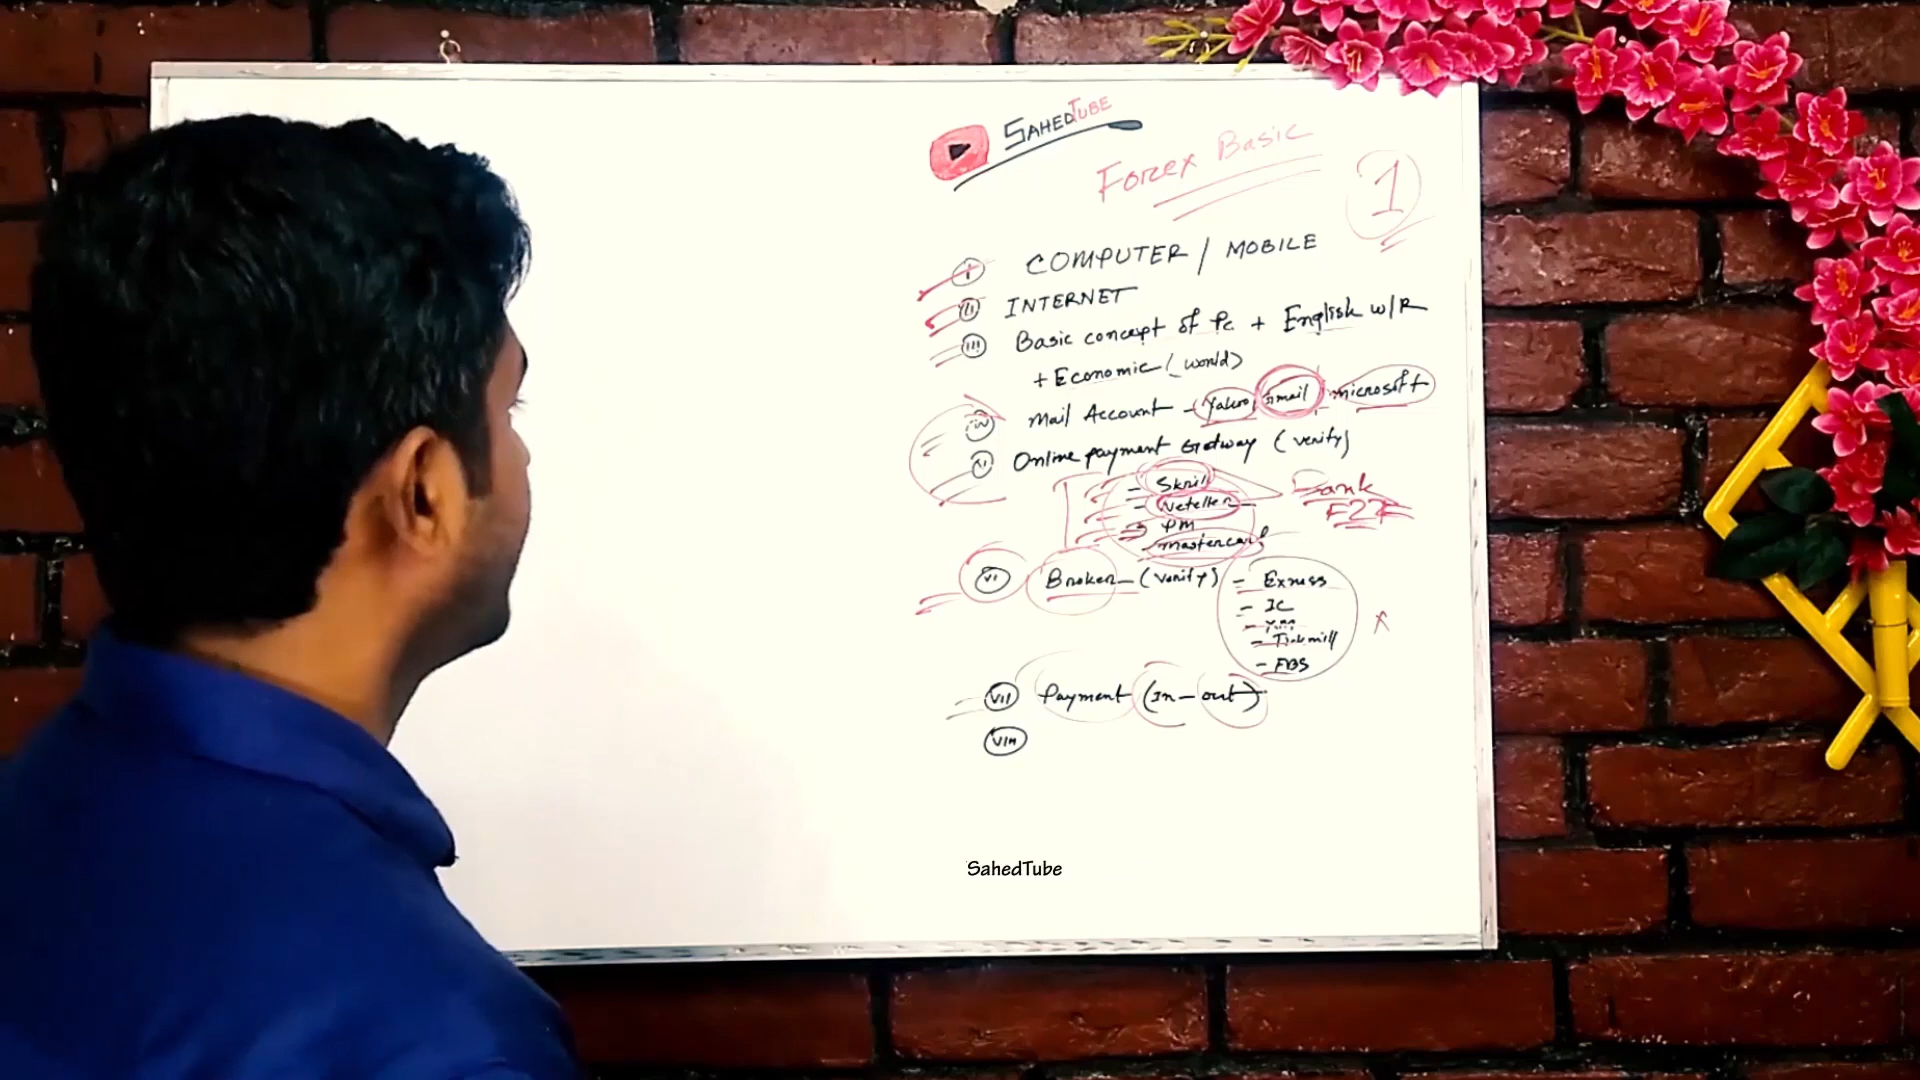 SAHEDTUBE
Forex Basic
1
I COMPUTER / MOBILE
II INTERNET
III Basic concept of Pc + English W/R
+ Economic (world)
IV Mail Account - Yahoo Gmail microsoft
VI Online payment Getway (verify)
- Skrill
- Neteller
PM
mastercard
Bank
VI Broker - (verify) - Exness
- IC
- Tickmill
- FBS
VII Payment (In - out)
VIII
SahedTube